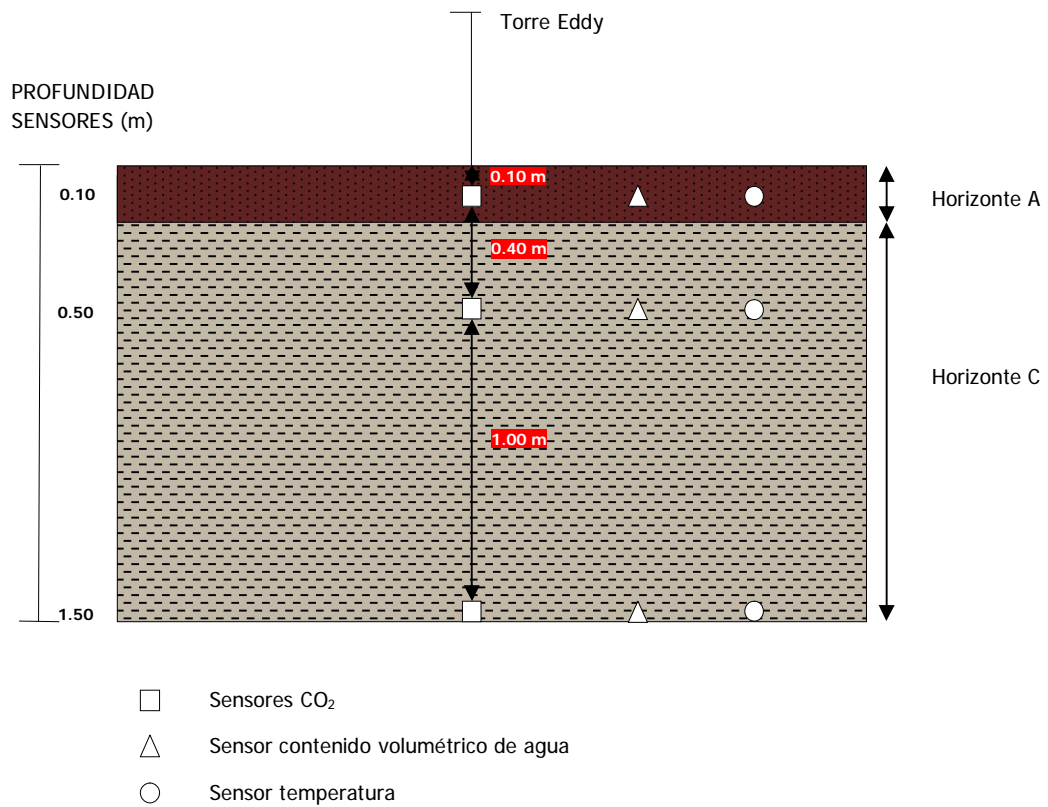 Torre Eddy
PROFUNDIDAD
SENSORES (m)
0.10 m
0.10
Horizonte A
0.40 m
0.50
Horizonte C
1.00 m
1.50
Sensores CO₂
Sensor contenido volumétrico de agua
Sensor temperatura